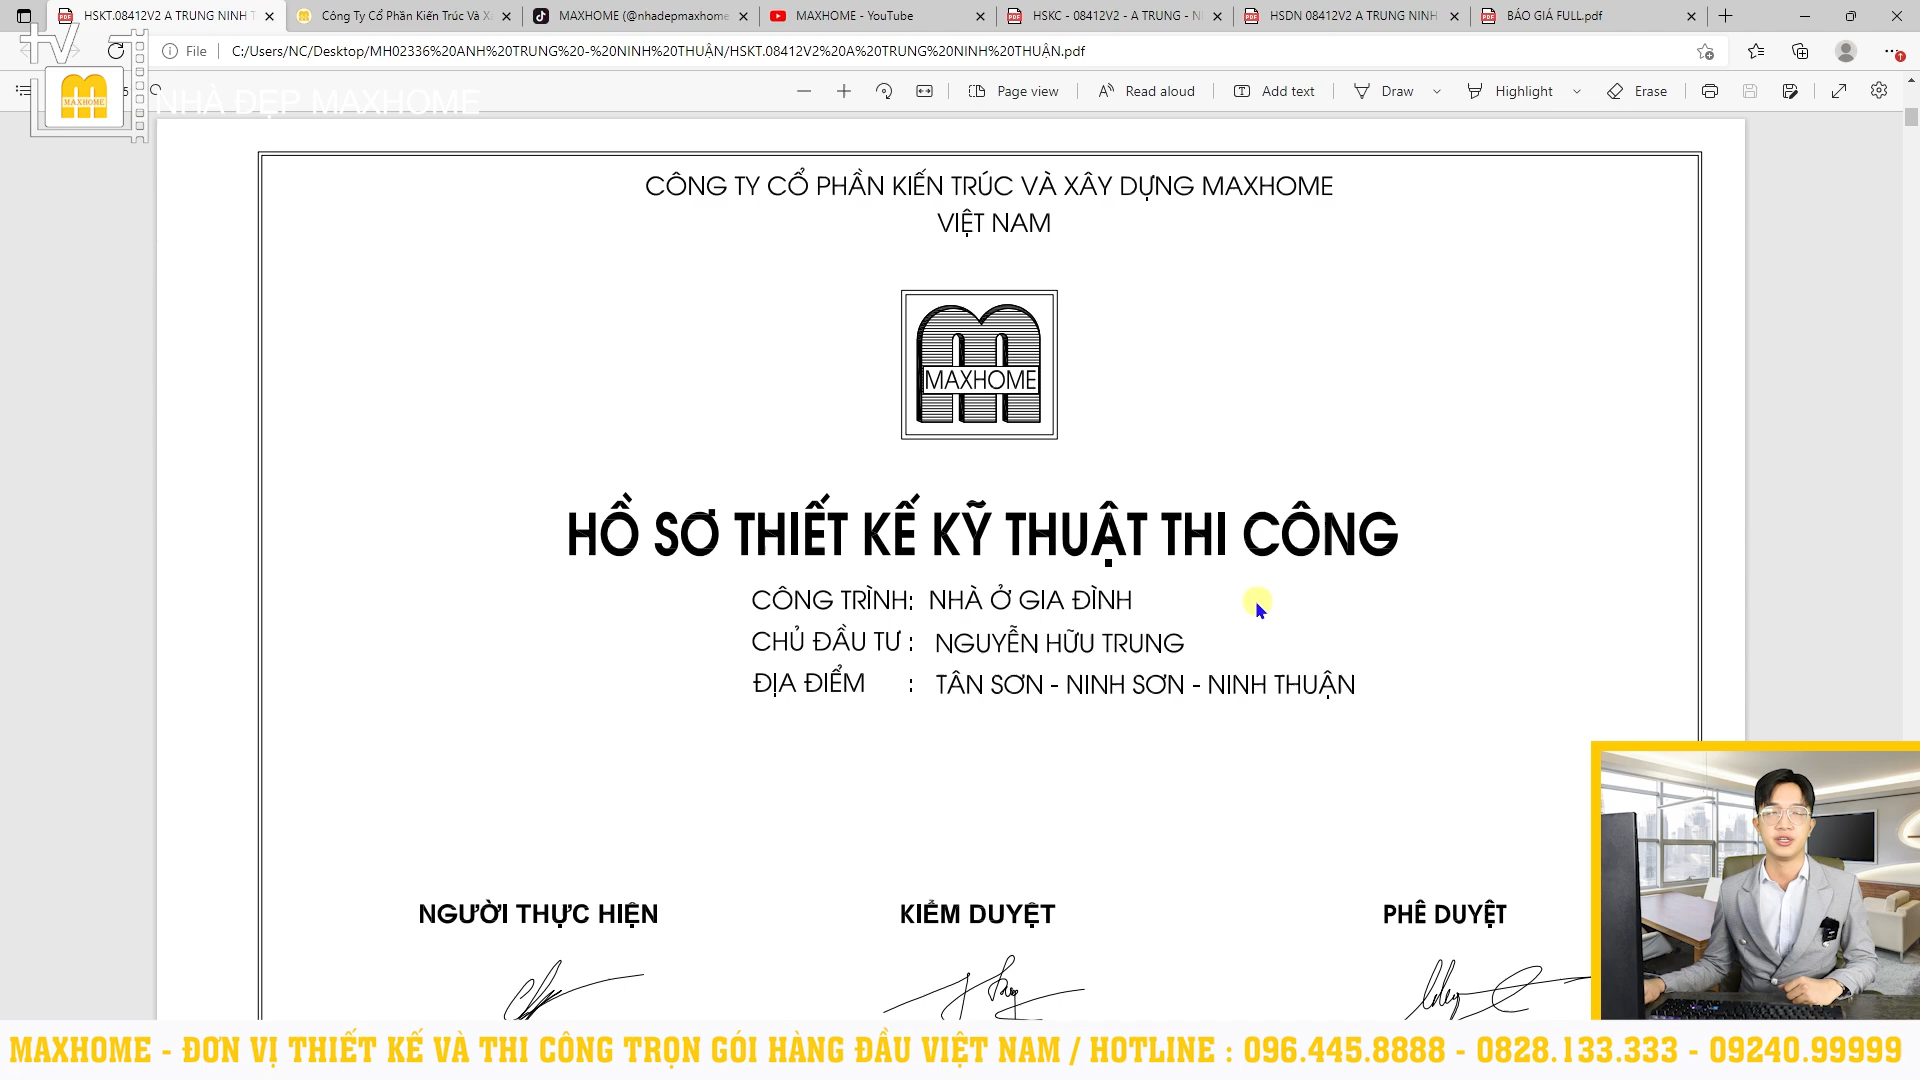 HSKT.08412V2 A TRUNG NINH T
Công Ty Cổ Phần Kiến Trúc Và X
MAXHOME (@nhadepmaxhome
MAXHOME - YouTube
HSKC - 08412V2 - A TRUNG - N
HSDN 08412V2 A TRUNG NINH
BÁO GIÁ FULL.pdf
File
C:/Users/NC/Desktop/MH02336%20ANH%20TRUNG%20-%20NINH%20THUẬN/HSKT.08412V2%20A%20TRUNG%20NINH%20THUẬN.pdf
Page view
Read aloud
Add text
Draw
Highlight
Erase
TV
MAXHOME
NHÀ ĐẸP MAXHOME
CÔNG TY CỔ PHẦN KIẾN TRÚC VÀ XÂY DỰNG MAXHOME
VIỆT NAM
MAXHOME
HỒ SƠ THIẾT KẾ KỸ THUẬT THI CÔNG
CÔNG TRÌNH: NHÀ Ở GIA ĐÌNH
CHỦ ĐẦU TƯ : NGUYỄN HỮU TRUNG
ĐỊA ĐIỂM : TÂN SƠN - NINH SƠN - NINH THUẬN
NGƯỜI THỰC HIỆN
KIỂM DUYỆT
PHÊ DUYỆT
MAXHOME - ĐƠN VỊ THIẾT KẾ VÀ THI CÔNG TRỌN GÓI HÀNG ĐẦU VIỆT NAM / HOTLINE : 096.445.8888 - 0828.133.333 - 09240.99999